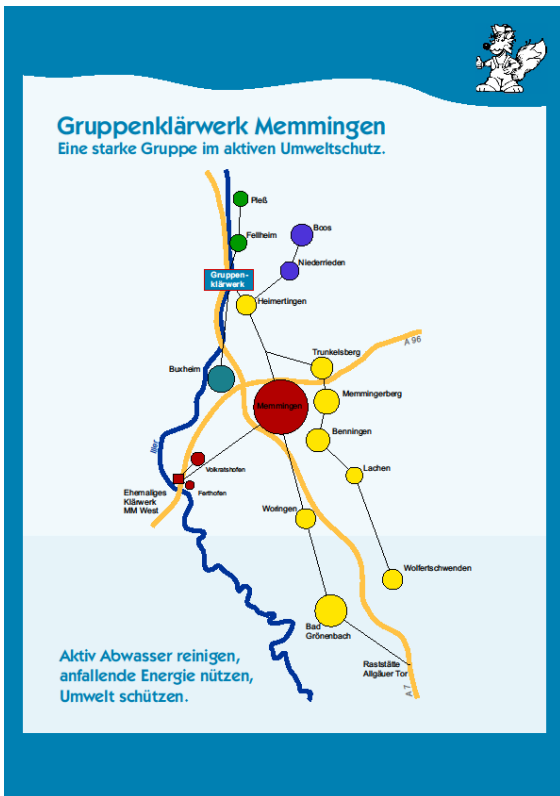 Gruppenklärwerk Memmingen
Eine starke Gruppe im aktiven Umweltschutz.
Pleß
Boos
Fellheim
Niederrieden
Gruppen-
klärwerk
Heimertingen
A 96
Trunkelsberg
Buxheim
Memmingerberg
Memmingen
Benningen
Iller
Volkratshofen
Lachen
Ferthofen
Ehemaliges
Klärwerk
MM West
Woringen
Wolfertschwenden
Bad
Grönenbach
Raststätte
Allgäuer Tor
A 7
Aktiv Abwasser reinigen,
anfallende Energie nützen,
Umwelt schützen.